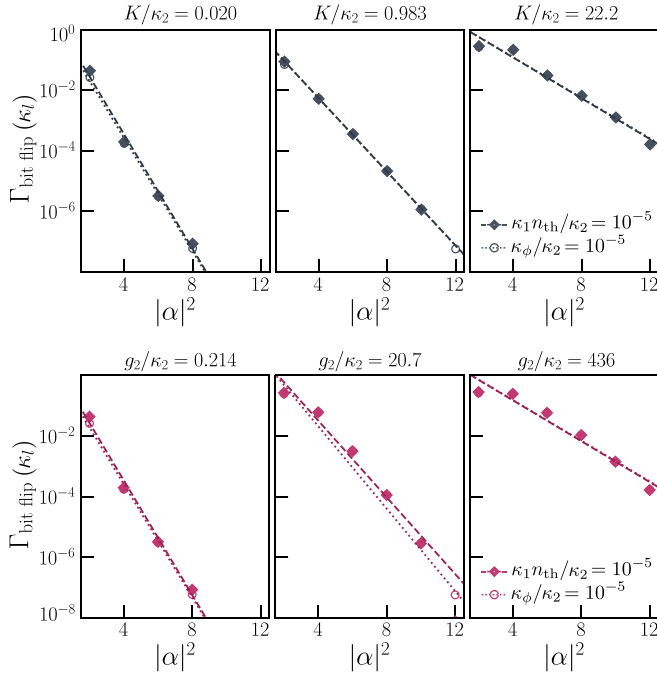 K/κ₂ = 0.020 K/κ₂ = 0.983 K/κ₂ = 22.2
10⁰
10⁻²
10⁻⁴
10⁻⁶
Γbit flip (κl)
κ₁nth/κ₂ = 10⁻⁵
κϕ/κ₂ = 10⁻⁵
4 8 12 4 8 12 4 8 12
|α|² |α|² |α|²
g₂/κ₂ = 0.214 g₂/κ₂ = 20.7 g₂/κ₂ = 436
10⁻²
10⁻⁴
10⁻⁶
10⁻⁸
Γbit flip (κl)
κ₁nth/κ₂ = 10⁻⁵
κϕ/κ₂ = 10⁻⁵
4 8 12 4 8 12 4 8 12
|α|² |α|² |α|²